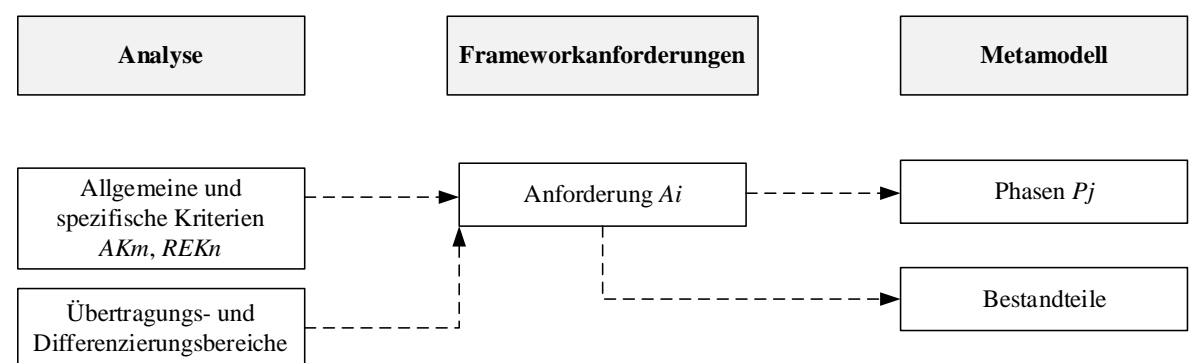 Analyse
Frameworkanforderungen
Metamodell
Allgemeine und
spezifische Kriterien
AKm, REKn
Anforderung Ai
Phasen Pj
Übertragungs- und
Differenzierungsbereiche
Bestandteile